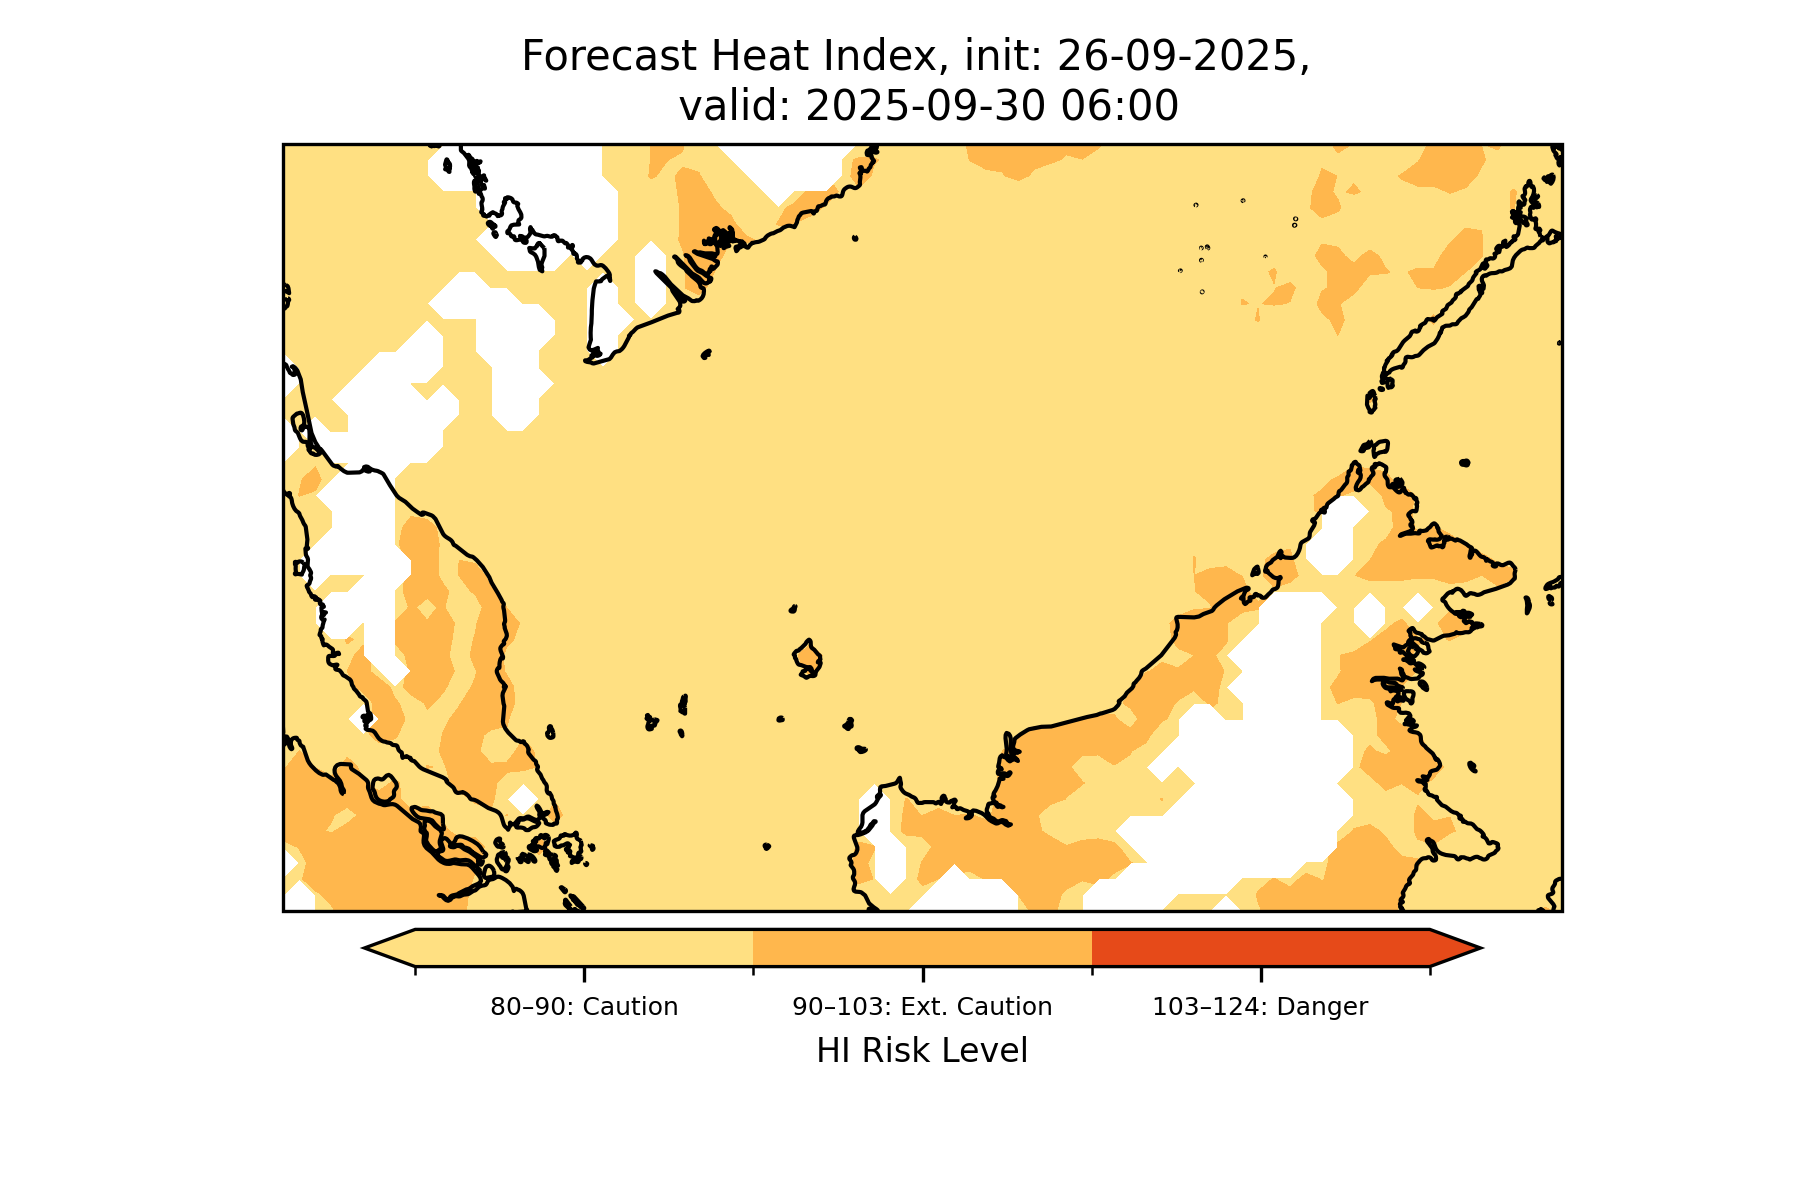 Forecast Heat Index, init: 26-09-2025,
valid: 2025-09-30 06:00
80–90: Caution
90–103: Ext. Caution
103–124: Danger
HI Risk Level